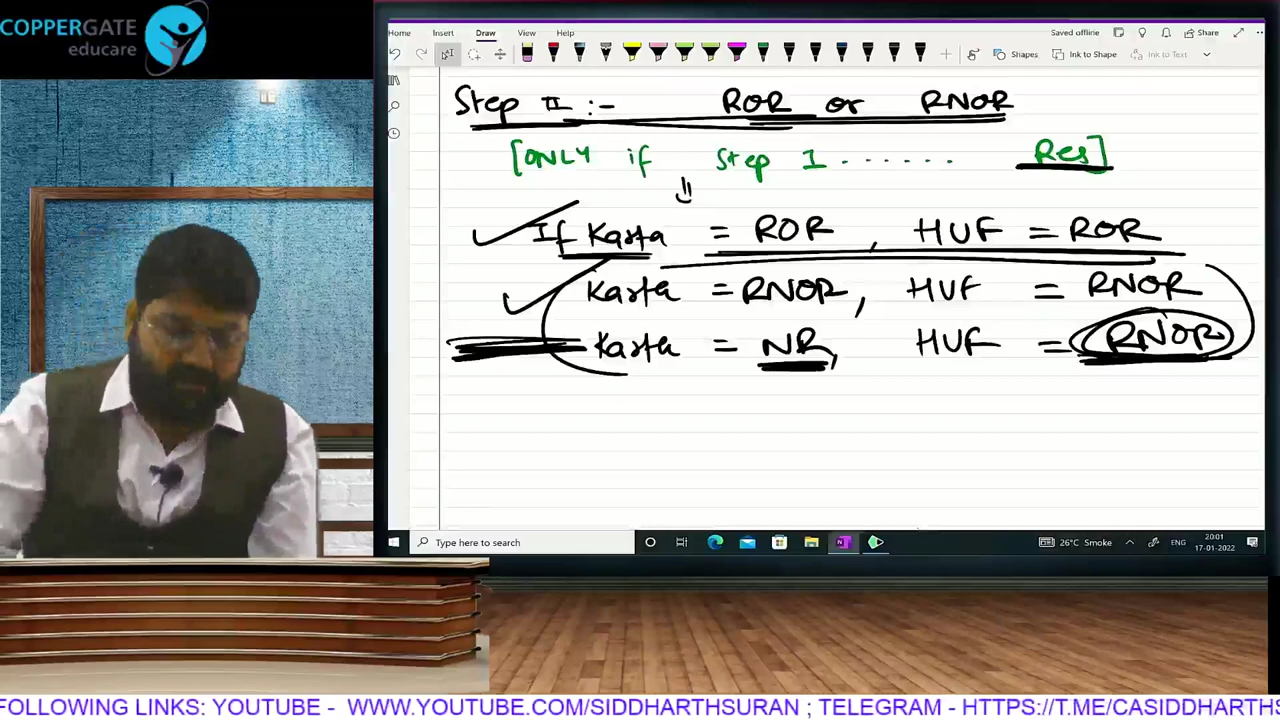 COPPERGATE
educare
Home Insert Draw View Help
Saved offline
Share
Shapes
Ink to Shape
Ink to Text
Step II :- ROR or RNOR
[ONLY if Step 1 ....... Res]
If Karta = ROR, HUF = ROR
Karta = RNOR, HUF = RNOR
Karta = NR, HUF = RNOR
Type here to search
26°C Smoke
ENG
20:01
17-01-2022
FOLLOWING LINKS: YOUTUBE - WWW.YOUTUBE.COM/SIDDHARTHSURAN ; TELEGRAM - HTTPS://T.ME/CASIDDHARTHS